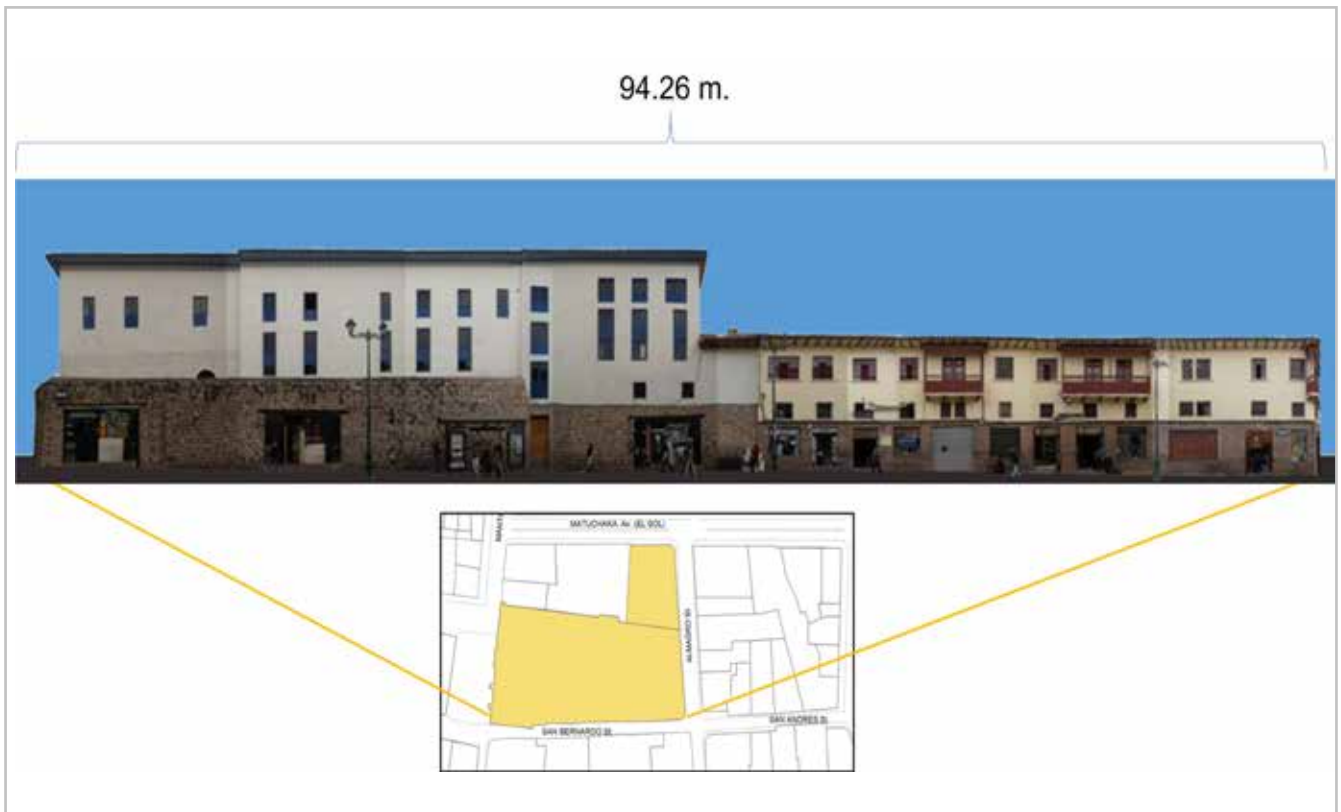 94.26 m.
MATUCHAKA Av. (EL SOL)
ALMAGRO St.
SAN ANDRES St.
SAN BERNARDO St.